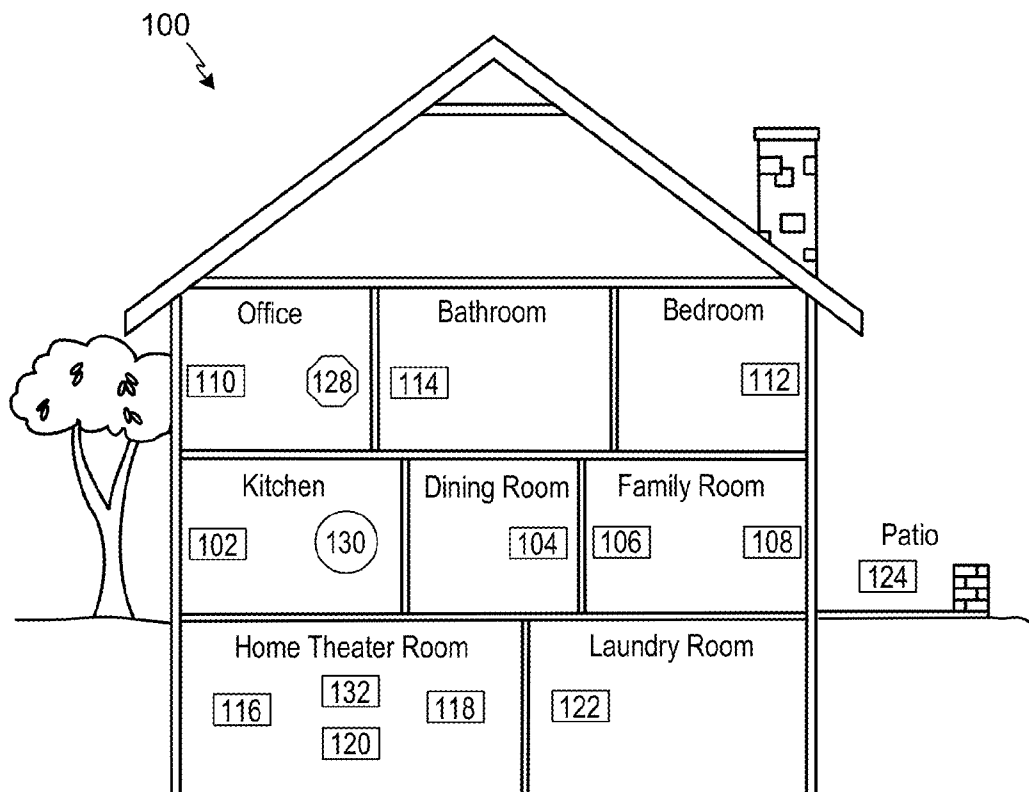 100
Office
Bathroom
Bedroom
110
128
114
112
Kitchen
Dining Room
Family Room
102
130
104
106
108
Patio
124
Home Theater Room
Laundry Room
116
132
118
120
122